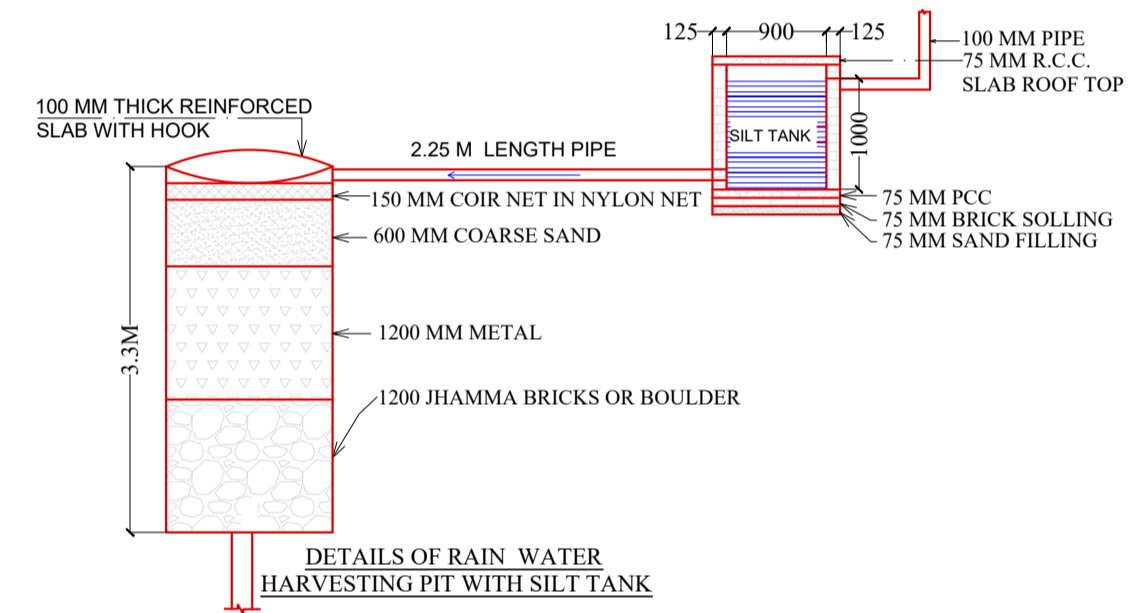 125
900
125
100 MM PIPE
75 MM R.C.C.
SLAB ROOF TOP
100 MM THICK REINFORCED
SLAB WITH HOOK
SILT TANK
1000
2.25 M LENGTH PIPE
150 MM COIR NET IN NYLON NET
75 MM PCC
75 MM BRICK SOLLING
75 MM SAND FILLING
600 MM COARSE SAND
3.3M
1200 MM METAL
1200 JHAMMA BRICKS OR BOULDER
DETAILS OF RAIN WATER
HARVESTING PIT WITH SILT TANK